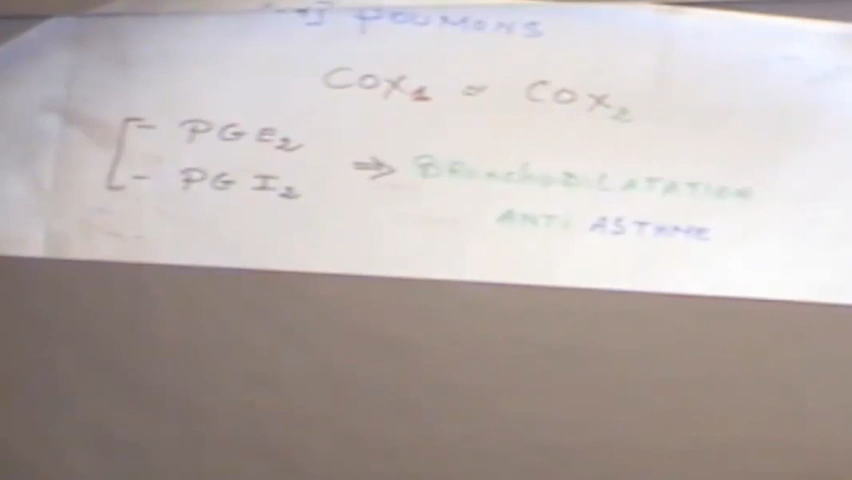 POUMONS
COX1 COX2
- PGE2
- PGI2
⇒ BRONCHODILATATION
ANTI ASTHME